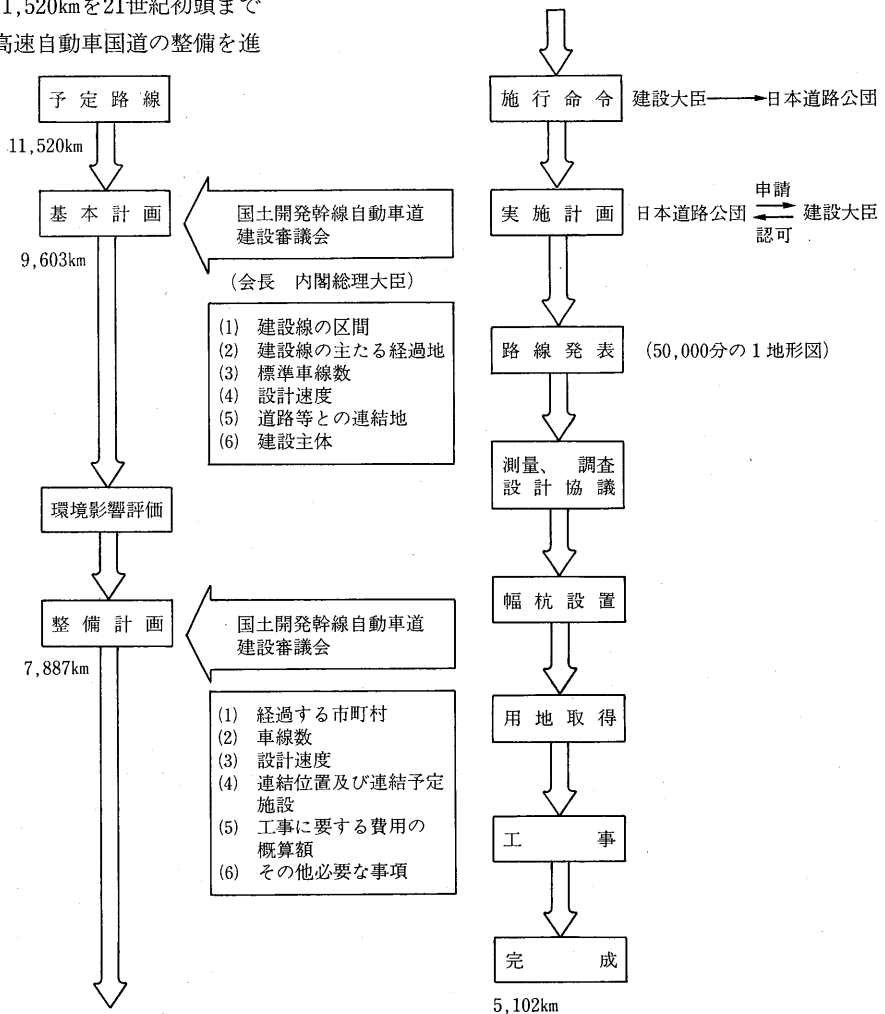 11,520kmを21世紀初頭まで
高速自動車国道の整備を進
予定路線
11,520km
基本計画
9,603km
国土開発幹線自動車道
建設審議会
(会長 内閣総理大臣)
(1) 建設線の区間
(2) 建設線の主たる経過地
(3) 標準車線数
(4) 設計速度
(5) 道路等との連結地
(6) 建設主体
環境影響評価
整備計画
7,887km
国土開発幹線自動車道
建設審議会
(1) 経過する市町村
(2) 車線数
(3) 設計速度
(4) 連結位置及び連結予定
施設
(5) 工事に要する費用の
概算額
(6) その他必要な事項
施行命令 建設大臣→日本道路公団
実施計画 日本道路公団 申請 → ← 認可 建設大臣
路線発表 (50,000分の1地形図)
測量、調査
設計協議
幅杭設置
用地取得
工事
完成
5,102km